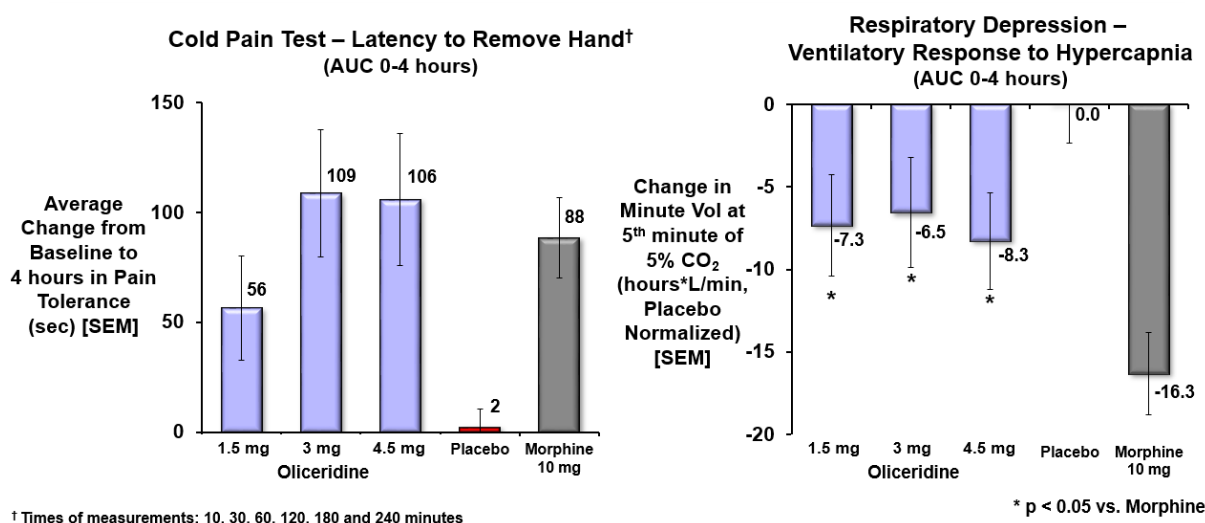 Cold Pain Test – Latency to Remove Hand†
(AUC 0-4 hours)
Average
Change from
Baseline to
4 hours in Pain
Tolerance
(sec) [SEM]
150
100
50
0
56
109
106
2
88
1.5 mg
3 mg
4.5 mg
Placebo
Morphine
10 mg
Oliceridine
† Times of measurements: 10, 30, 60, 120, 180 and 240 minutes
Respiratory Depression –
Ventilatory Response to Hypercapnia
(AUC 0-4 hours)
Change in
Minute Vol at
5th minute of
5% CO₂
(hours*L/min,
Placebo
Normalized)
[SEM]
0
-5
-10
-15
-20
-7.3
-6.5
-8.3
0.0
-16.3
*
*
*
1.5 mg
3 mg
4.5 mg
Placebo
Morphine
10 mg
Oliceridine
* p < 0.05 vs. Morphine